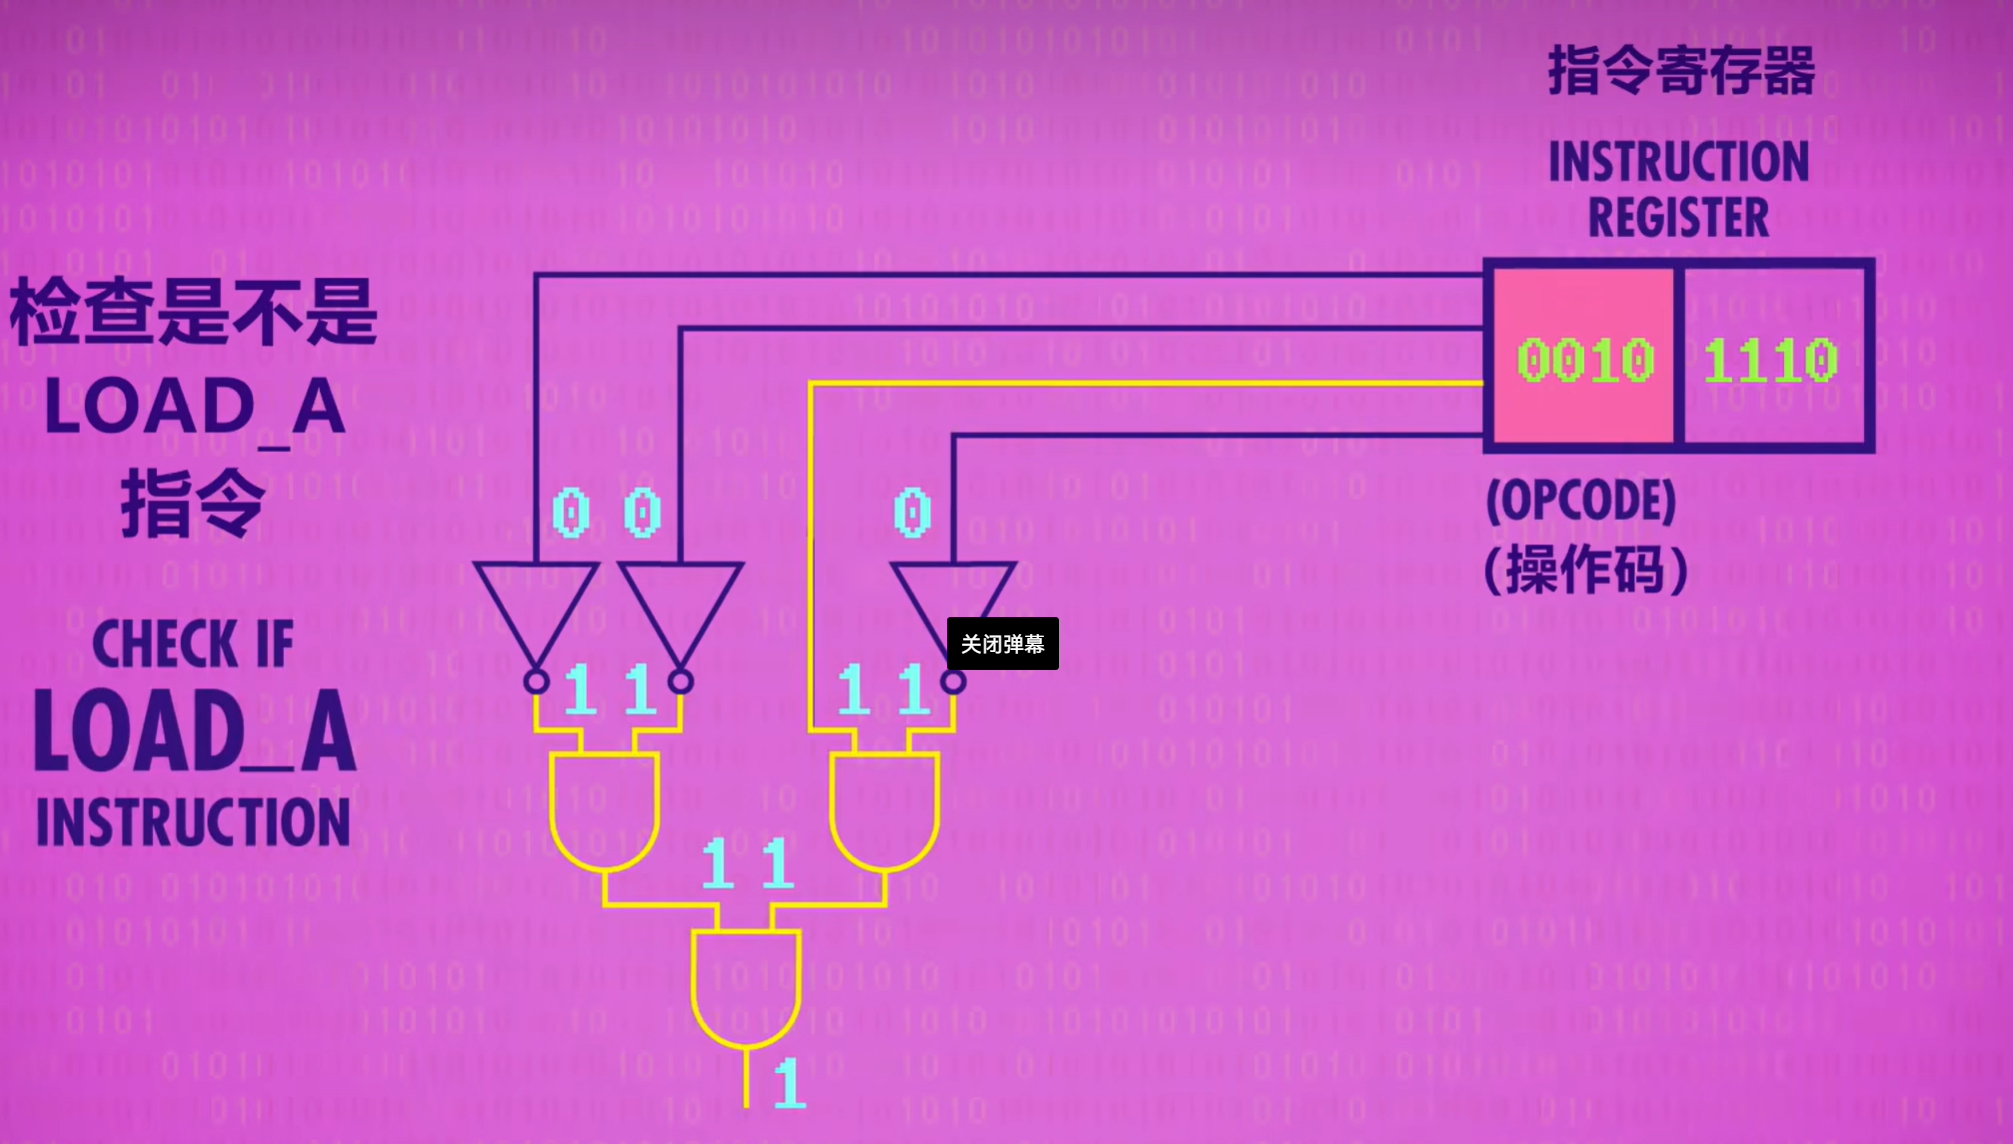 指令寄存器
INSTRUCTION
REGISTER
0010 1110
(OPCODE)
(操作码)
检查是不是
LOAD_A
指令
CHECK IF
LOAD_A
INSTRUCTION
0 0 0
关闭弹幕
1 1 1 1
1 1
1